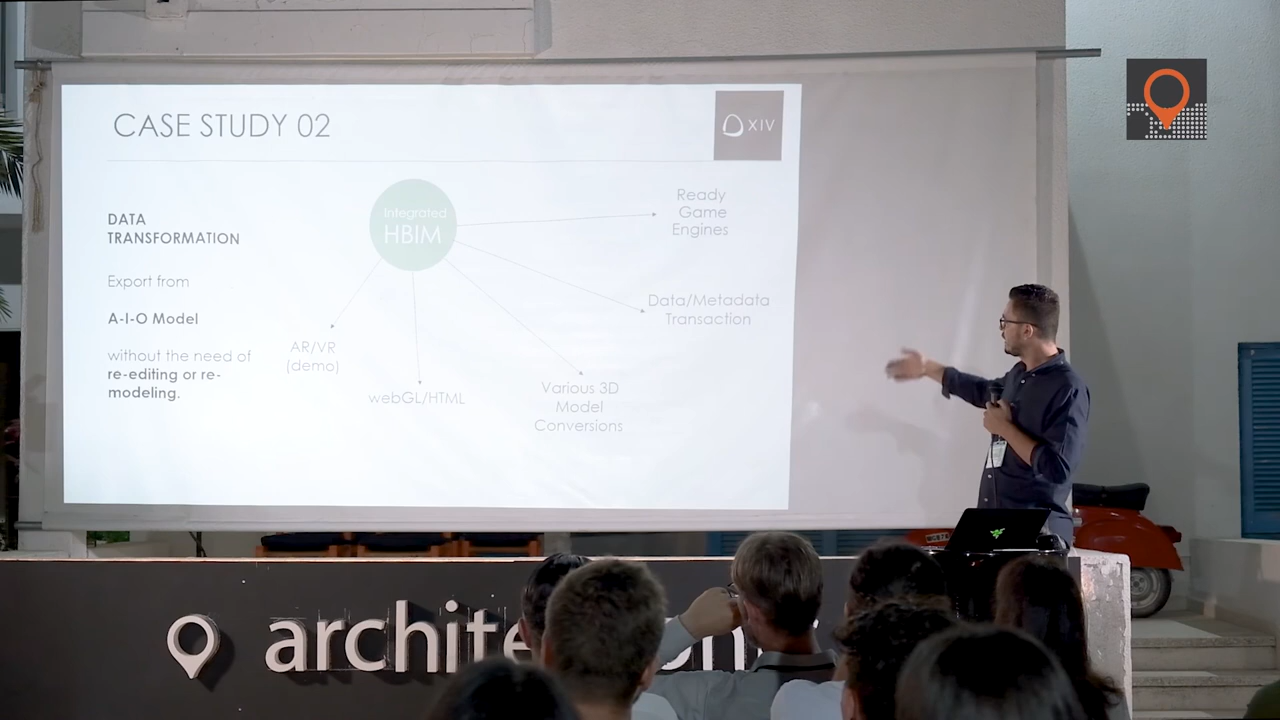 CASE STUDY 02
XIV
DATA
TRANSFORMATION
Export from
A-I-O Model
without the need of
re-editing or re-
modeling.
Integrated
HBIM
Ready
Game
Engines
Data/Metadata
Transaction
Various 3D
Model
Conversions
webGL/HTML
AR/VR
(demo)